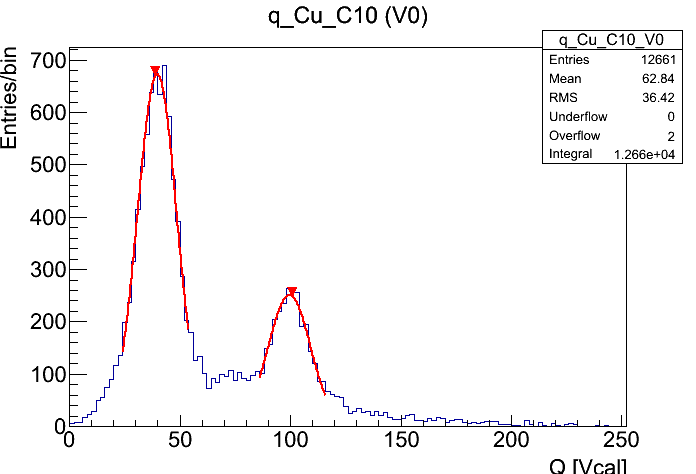 q_Cu_C10 (V0)
q_Cu_C10_V0
Entries 12661
Mean 62.84
RMS 36.42
Underflow 0
Overflow 2
Integral 1.266e+04
Entries/bin
700
600
500
400
300
200
100
0
0 50 100 150 200 250
Q [Vcal]